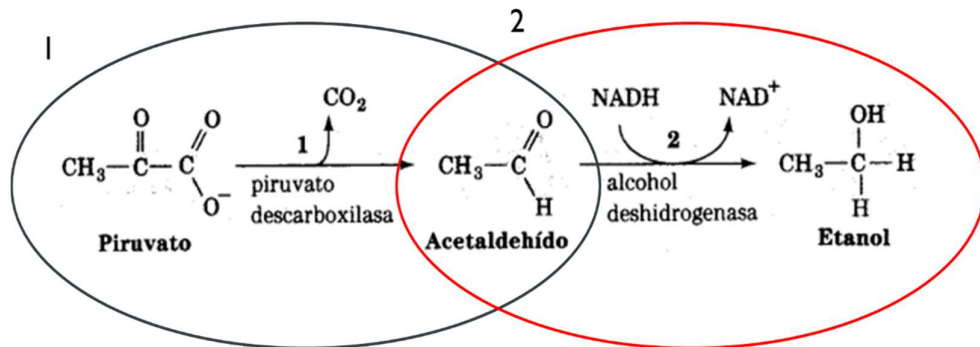 1
2
CO₂
NADH
NAD⁺
OH
O
O
O
1
2
CH₃—C—C
CH₃—C
CH₃—C—H
O⁻
H
H
piruvato
descarboxilasa
alcohol
deshidrogenasa
Piruvato
Acetaldehído
Etanol